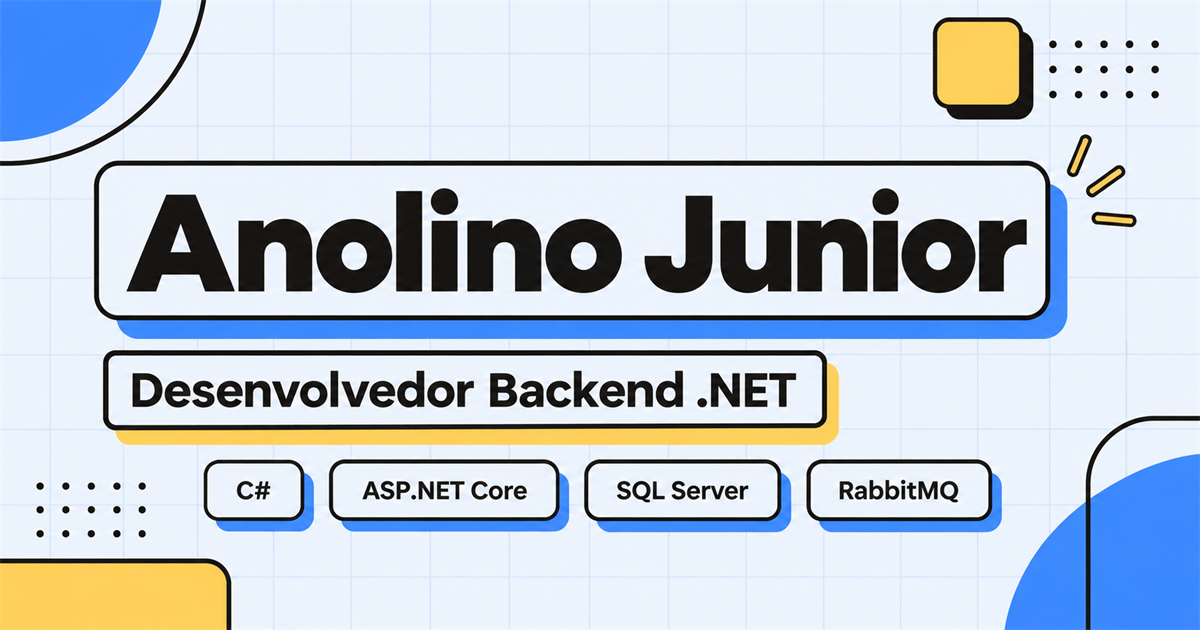 Anolino Junior
Desenvolvedor Backend .NET
C# ASP.NET Core SQL Server RabbitMQ